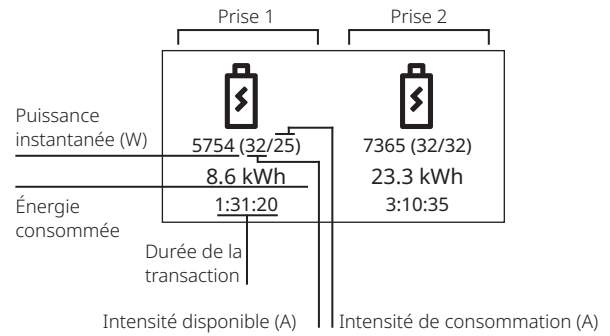 Prise 1
Prise 2
Puissance
instantanée (W)
5754 (32/25)
7365 (32/32)
8.6 kWh
23.3 kWh
Énergie
consommée
1:31:20
3:10:35
Durée de la
transaction
Intensité disponible (A)
Intensité de consommation (A)